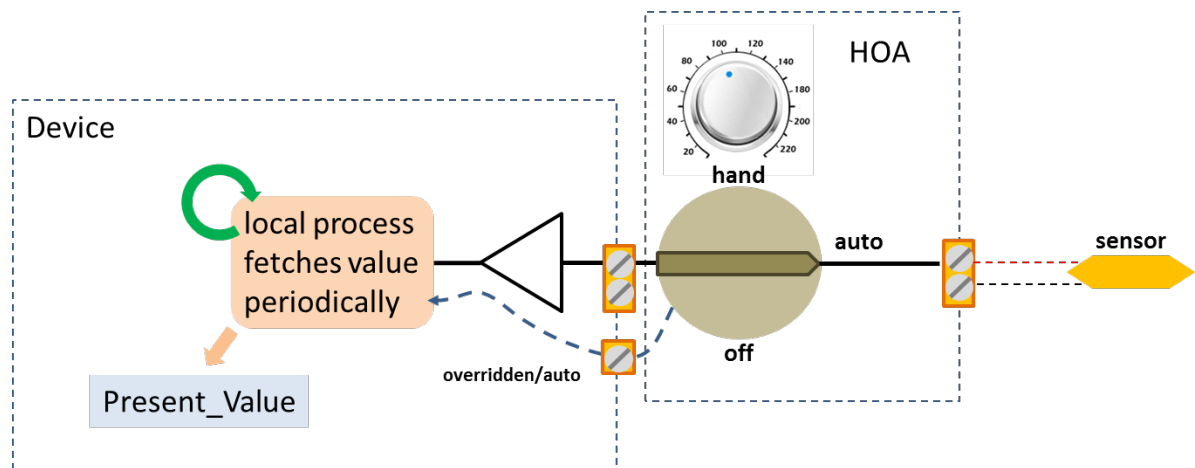 HOA
100 120
80 140
60 180
40 200
20 220
hand
Device
local process
fetches value
periodically
auto
sensor
off
overridden/auto
Present_Value